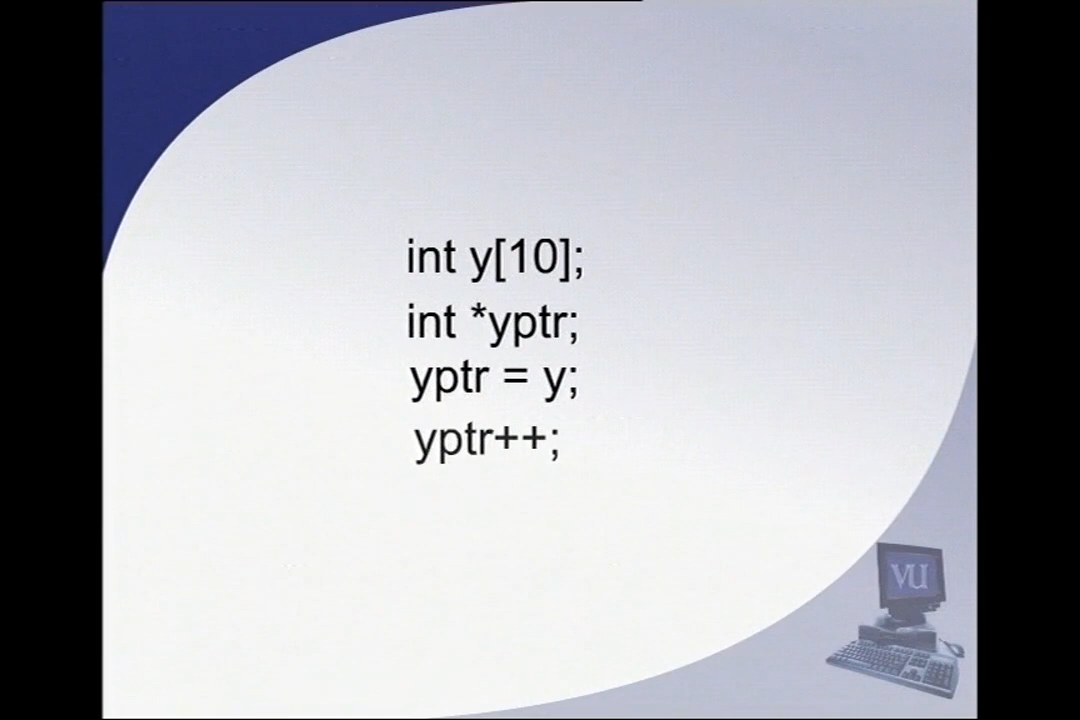 int y[10];
int *yptr;
yptr = y;
yptr++;
VU